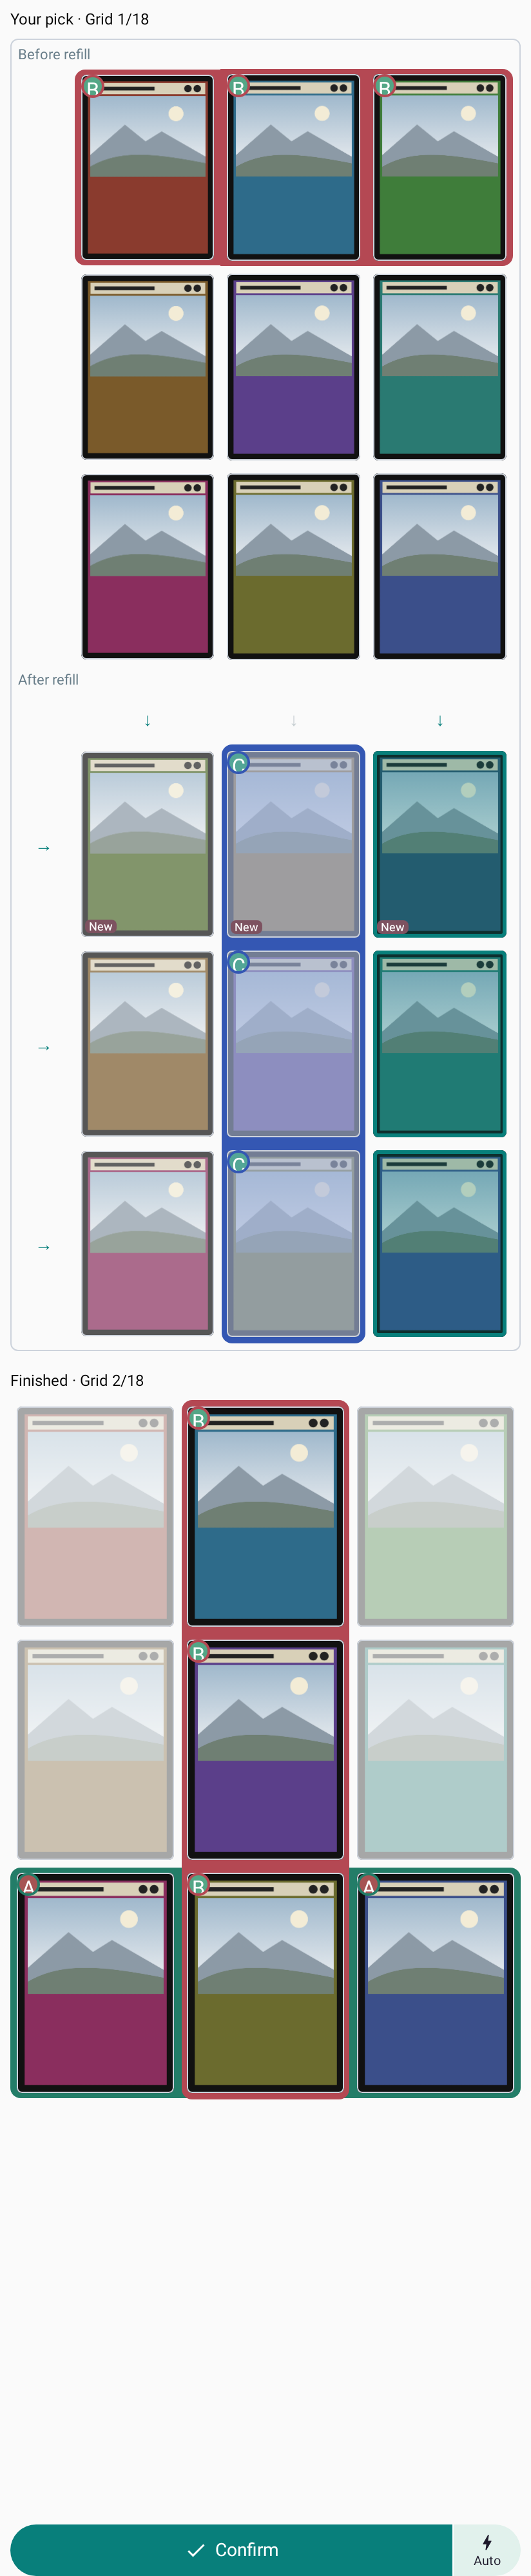 Your pick · Grid 1/18
Before refill
B B B
After refill
↓ ↓ ↓
→
C
New New New
→
C
→
C
Finished · Grid 2/18
B
B
A B A
Confirm
Auto